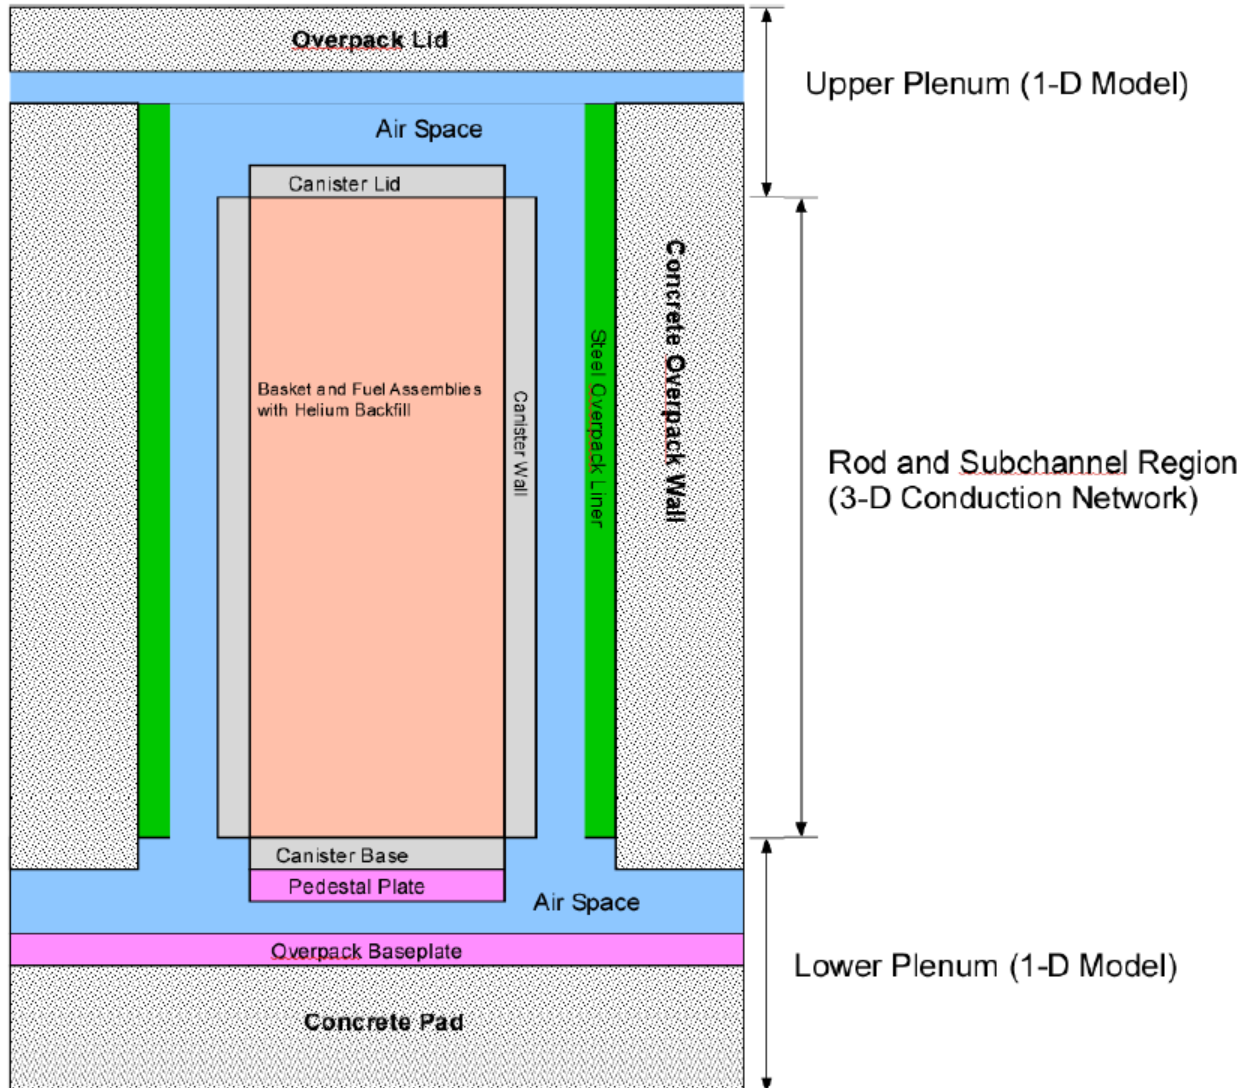 Overpack Lid
Upper Plenum (1-D Model)
Air Space
Canister Lid
Concrete Overpack Wall
Steel Overpack Liner
Basket and Fuel Assemblies
with Helium Backfill
Canister Wall
Rod and Subchannel Region
(3-D Conduction Network)
Canister Base
Pedestal Plate
Air Space
Overpack Baseplate
Lower Plenum (1-D Model)
Concrete Pad